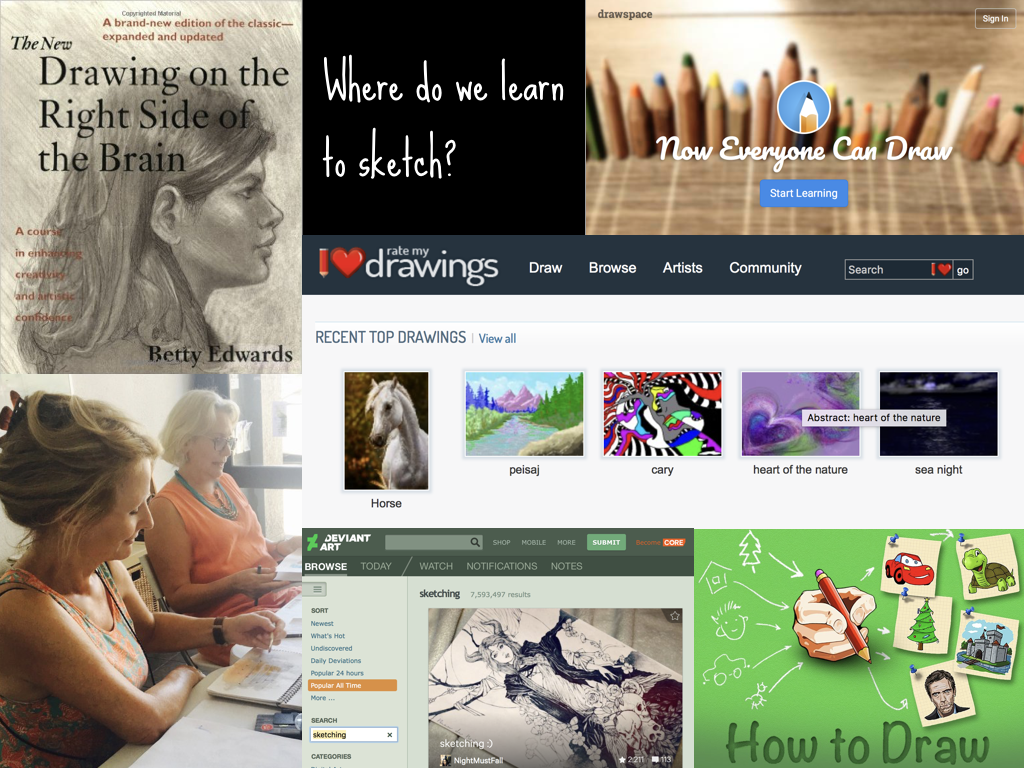 Copyrighted Material
A brand-new edition of the classic—
expanded and updated
The New
Drawing on the
Right Side of
the Brain
A course
in enhancing
creativity
and artistic
confidence
Betty Edwards
Where do we learn
to sketch?
drawspace
Sign In
Now Everyone Can Draw
Start Learning
rate my
drawings
Draw
Browse
Artists
Community
Search
go
RECENT TOP DRAWINGS | View all
Abstract: heart of the nature
Horse
peisaj
cary
heart of the nature
sea night
DEVIANT
ART
SHOP
MOBILE
MORE
SUBMIT
Become CORE
BROWSE
TODAY
WATCH
NOTIFICATIONS
NOTES
SORT
Newest
What's Hot
Undiscovered
Daily Deviations
Popular 24 hours
Popular All Time
More ...
SEARCH
sketching
CATEGORIES
sketching 7,593,497 results
sketching :)
NightMustFall
2,211
113
How to Draw